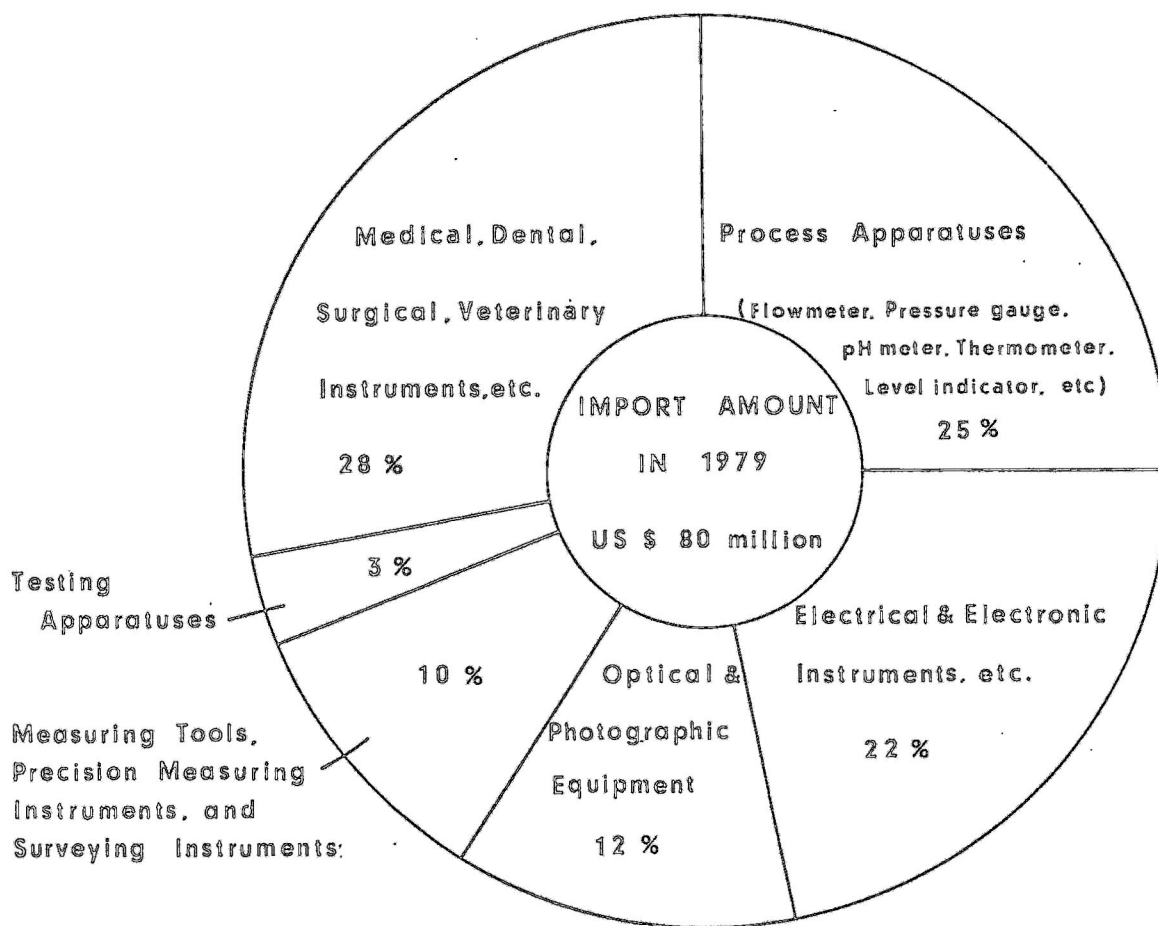 Medical, Dental,
Surgical, Veterinary
Instruments, etc.
28 %
Process Apparatuses
(Flowmeter. Pressure gauge.
pH meter. Thermometer.
Level indicator. etc)
25 %
IMPORT AMOUNT
IN 1979
US $ 80 million
Testing
Apparatuses
3 %
Electrical & Electronic
Instruments. etc.
22 %
10 %
Optical &
Photographic
Equipment
12 %
Measuring Tools.
Precision Measuring
Instruments. and
Surveying Instruments: